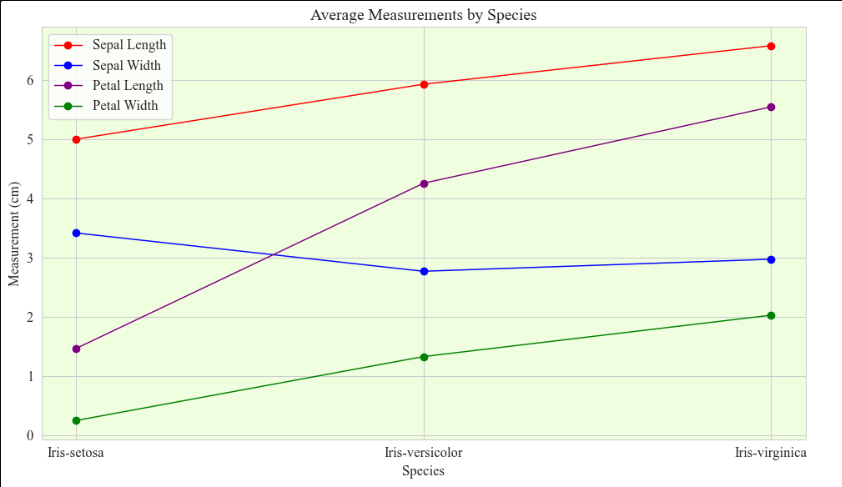 Average Measurements by Species
Sepal Length
Sepal Width
Petal Length
Petal Width
Measurement (cm)
6
5
4
3
2
1
0
Iris-setosa
Iris-versicolor
Iris-virginica
Species